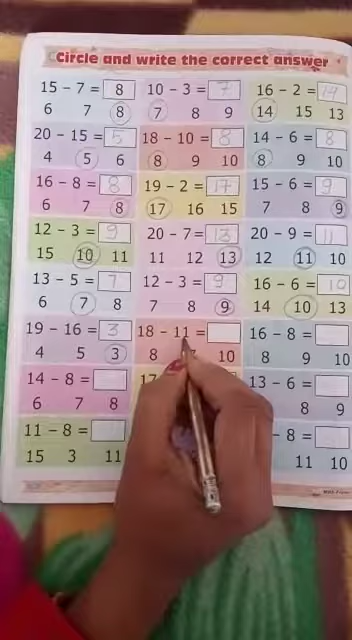 Circle and write the correct answer
15 - 7 = 8 10 - 3 = 7 16 - 2 = 14
6 7 8 7 8 9 14 15 13
20 - 15 = 5 18 - 10 = 8 14 - 6 = 8
4 5 6 8 9 10 8 9 10
16 - 8 = 8 19 - 2 = 17 15 - 6 = 9
6 7 8 17 16 15 7 8 9
12 - 3 = 9 20 - 7 = 13 20 - 9 = 11
15 10 11 11 12 13 12 11 10
13 - 5 = 7 12 - 3 = 9 16 - 6 = 10
6 7 8 7 8 9 14 10 13
19 - 16 = 3 18 - 11 = 16 - 8 =
4 5 3 8 10 8 9 10
14 - 8 = 17 13 - 6 =
6 7 8 8 9
11 - 8 = - 8 =
15 3 11 11 10